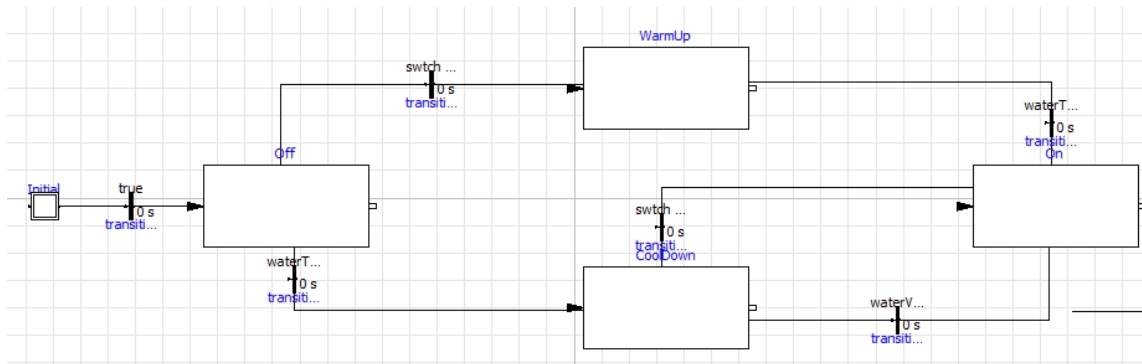 WarmUp
swtch ...
0 s
transiti...
waterT...
0 s
transiti...
On
Off
Initial
true
0 s
transiti...
swtch ...
0 s
transiti...
CoolDown
waterT...
0 s
transiti...
waterV...
0 s
transiti...